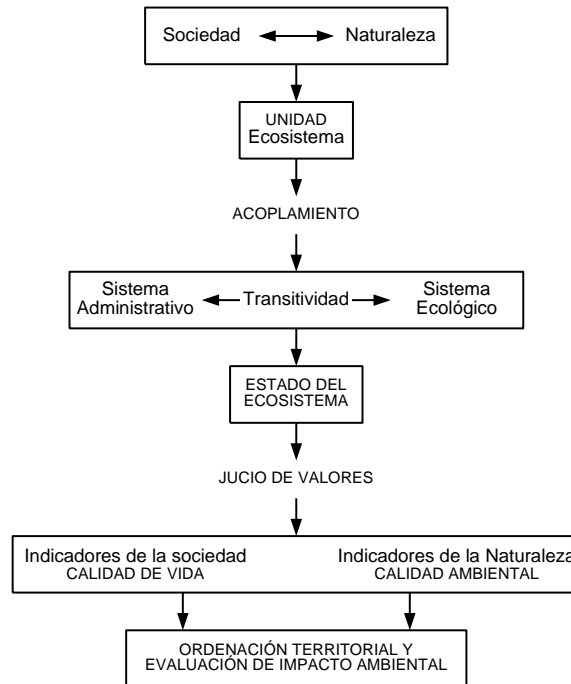 Sociedad Naturaleza
UNIDAD
Ecosistema
ACOPLAMIENTO
Sistema Administrativo Transitividad Sistema Ecológico
ESTADO DEL
ECOSISTEMA
JUCIO DE VALORES
Indicadores de la sociedad Indicadores de la Naturaleza
CALIDAD DE VIDA CALIDAD AMBIENTAL
ORDENACIÓN TERRITORIAL Y
EVALUACIÓN DE IMPACTO AMBIENTAL